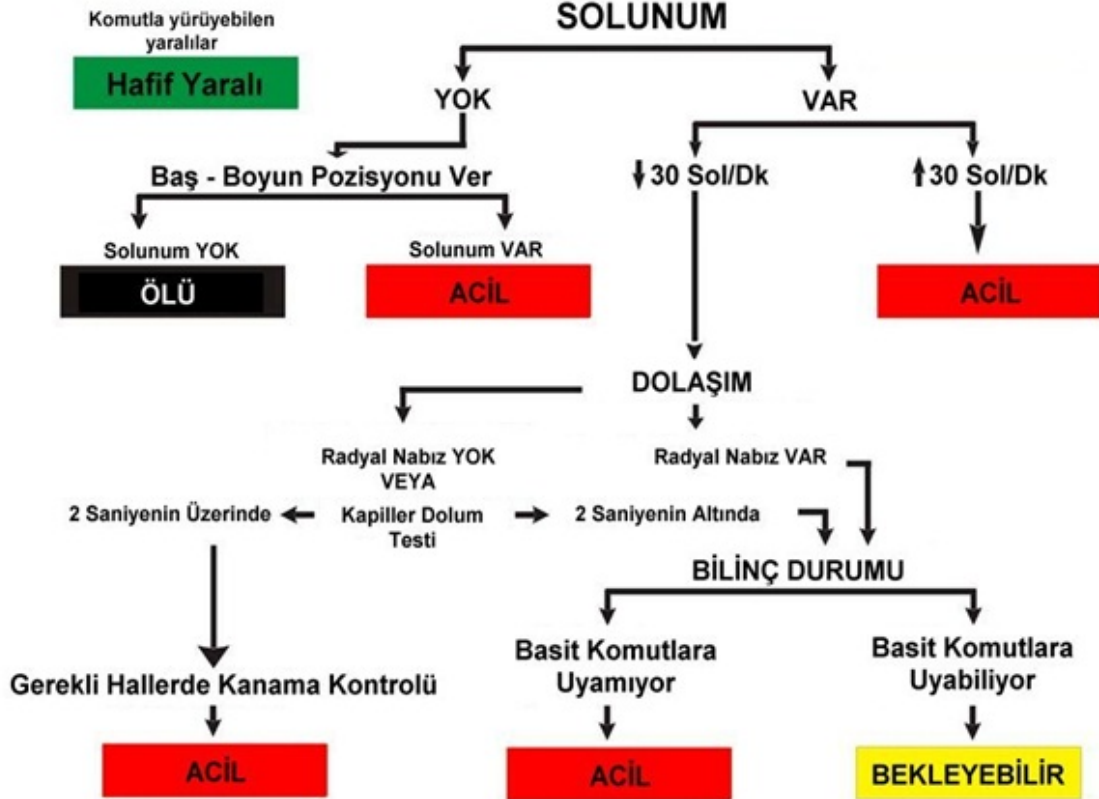 SOLUNUM
Komutla yürüyebilen
yaralılar
Hafif Yaralı
YOK
VAR
Baş - Boyun Pozisyonu Ver
30 Sol/Dk
30 Sol/Dk
Solunum YOK
Solunum VAR
ÖLÜ
ACİL
ACİL
DOLAŞIM
Radyal Nabız YOK
VEYA
Radyal Nabız VAR
2 Saniyenin Üzerinde
Kapiller Dolum
Testi
2 Saniyenin Altında
BİLİNÇ DURUMU
Basit Komutlara
Uyamıyor
Basit Komutlara
Uyabiliyor
Gerekli Hallerde Kanama Kontrolü
ACİL
ACİL
BEKLEYEBİLİR